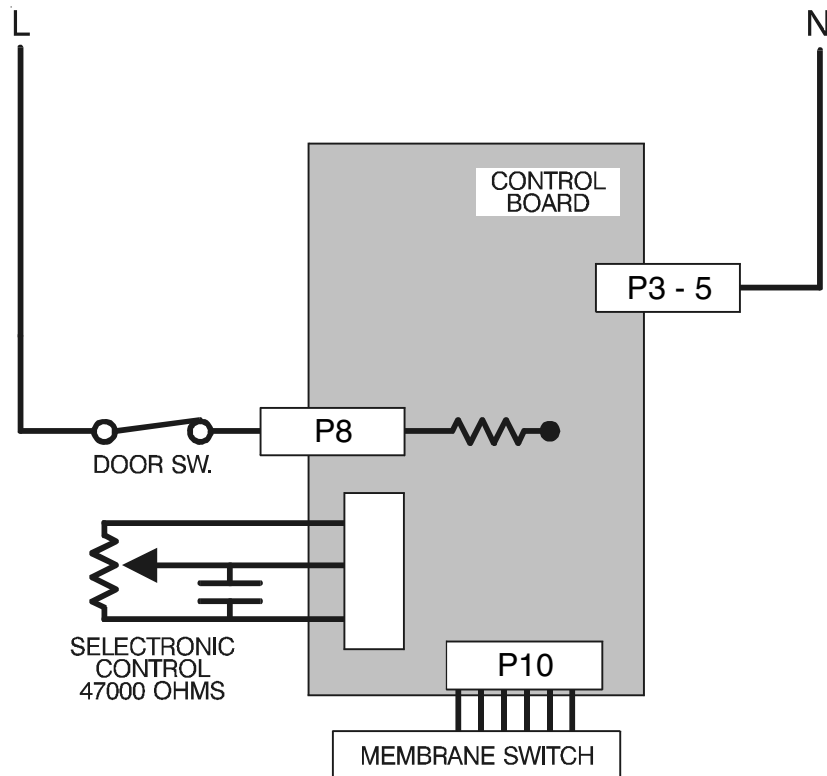 L
N
CONTROL
BOARD
P3 - 5
P8
DOOR SW.
SELECTRONIC
CONTROL
47000 OHMS
P10
MEMBRANE SWITCH